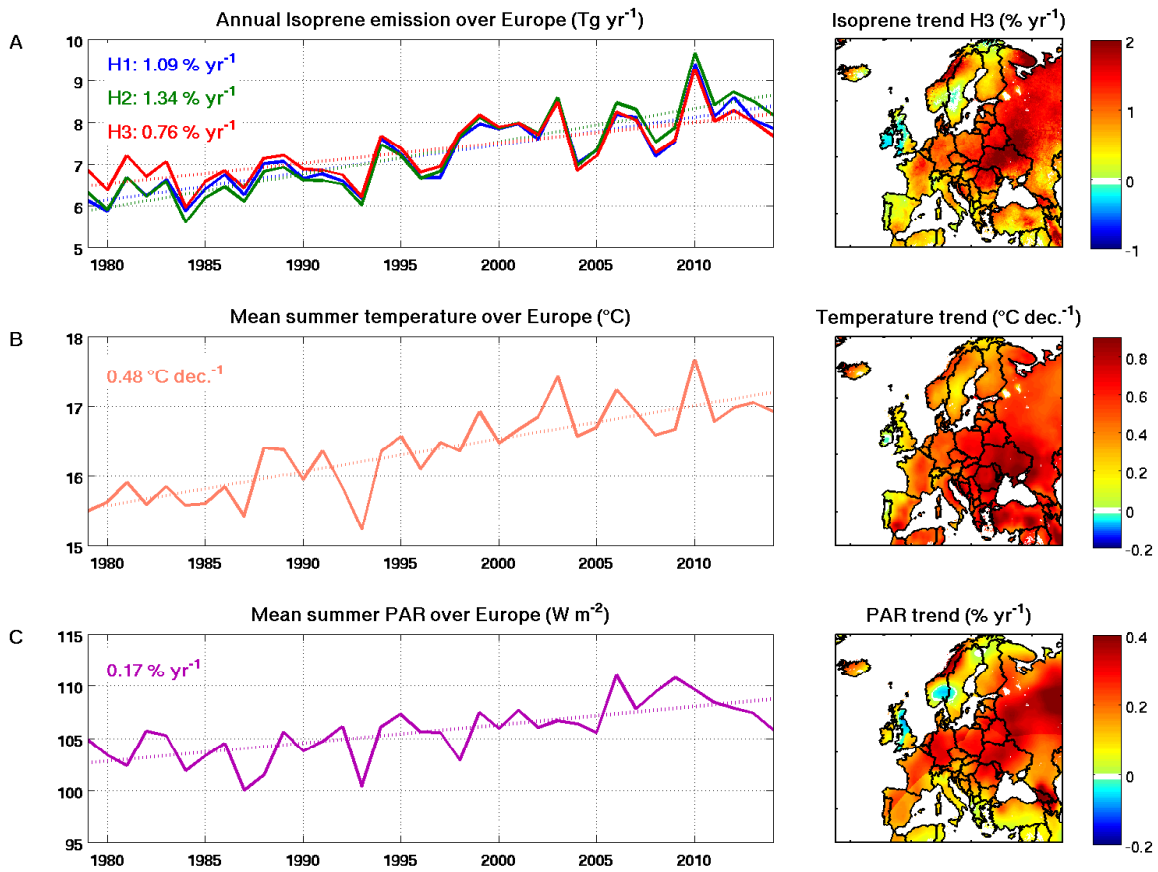 Annual Isoprene emission over Europe (Tg yr⁻¹)
Isoprene trend H3 (% yr⁻¹)
A
10
9
8
7
6
5
H1: 1.09 % yr⁻¹
H2: 1.34 % yr⁻¹
H3: 0.76 % yr⁻¹
1980 1985 1990 1995 2000 2005 2010
2
1
0
-1
Mean summer temperature over Europe (°C)
Temperature trend (°C dec.⁻¹)
B
18
17
16
15
0.48 °C dec.⁻¹
1980 1985 1990 1995 2000 2005 2010
0.8
0.6
0.4
0.2
0
-0.2
Mean summer PAR over Europe (W m⁻²)
PAR trend (% yr⁻¹)
C
115
110
105
100
95
0.17 % yr⁻¹
1980 1985 1990 1995 2000 2005 2010
0.4
0.2
0
-0.2